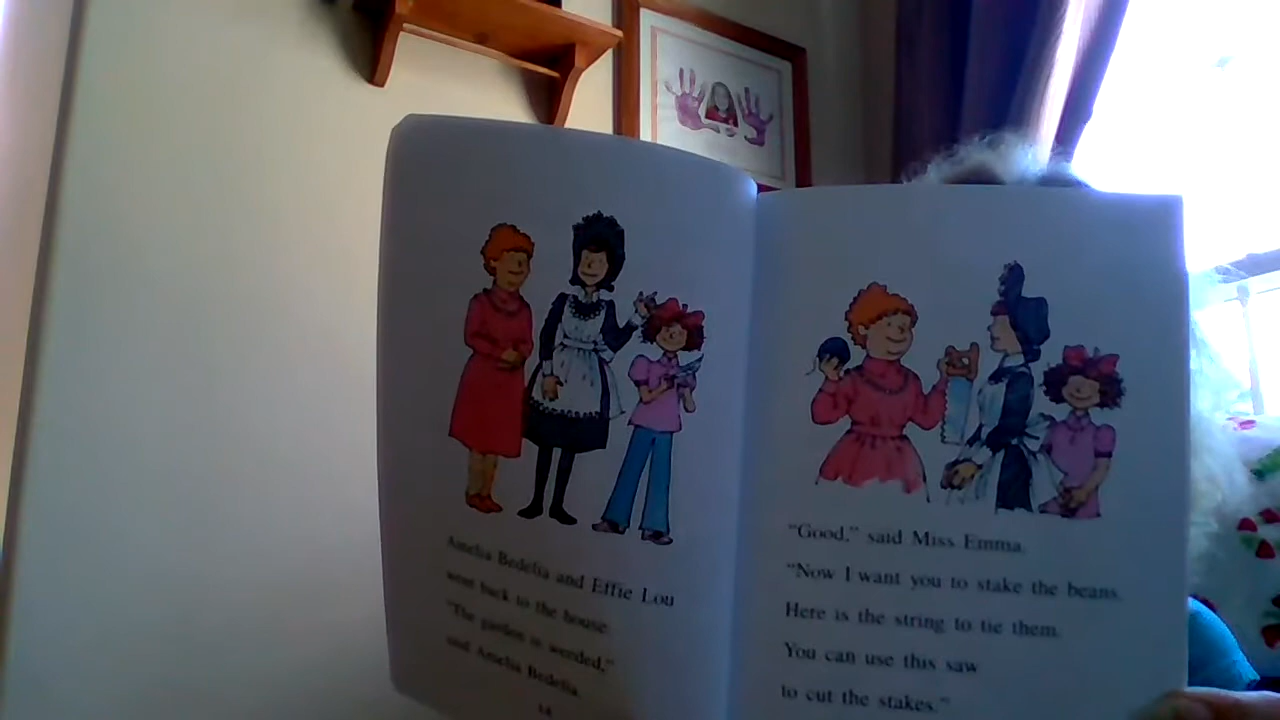 Amelia Bedelia and Effie Lou
went back to the house.
"The garden is weeded,"
said Amelia Bedelia.
14
"Good," said Miss Emma.
"Now I want you to stake the beans.
Here is the string to tie them.
You can use this saw
to cut the stakes."